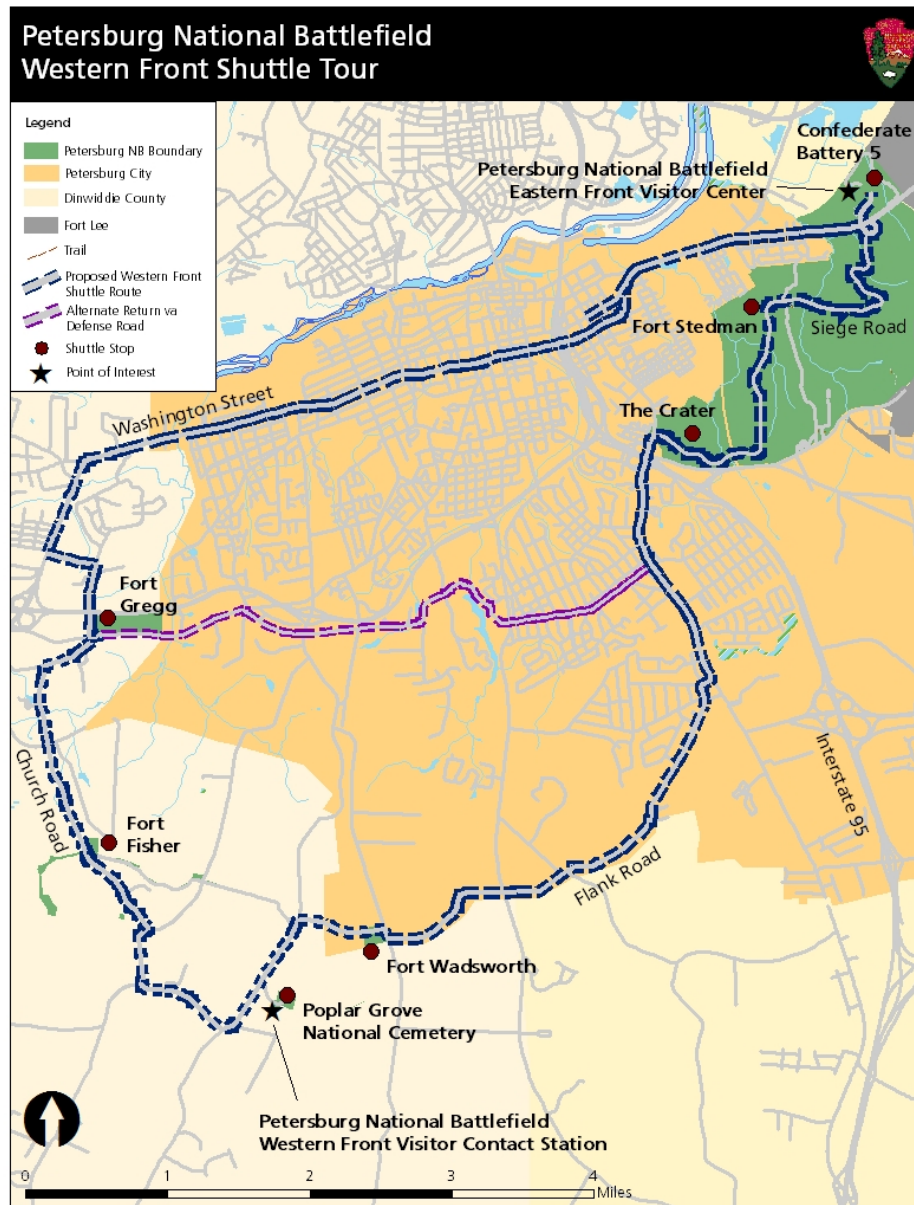 Petersburg National Battlefield
Western Front Shuttle Tour
Legend
Petersburg NB Boundary
Petersburg City
Dinwiddie County
Fort Lee
Trail
Proposed Western Front
Shuttle Route
Alternate Return va
Defense Road
Shuttle Stop
Point of Interest
Confederate
Battery 5
Petersburg National Battlefield
Eastern Front Visitor Center
Fort Stedman
Siege Road
The Crater
Washington Street
Fort
Gregg
Church Road
Fort
Fisher
Interstate 95
Flank Road
Fort Wadsworth
Poplar Grove
National Cemetery
Petersburg National Battlefield
Western Front Visitor Contact Station
0 1 2 3 4
Miles